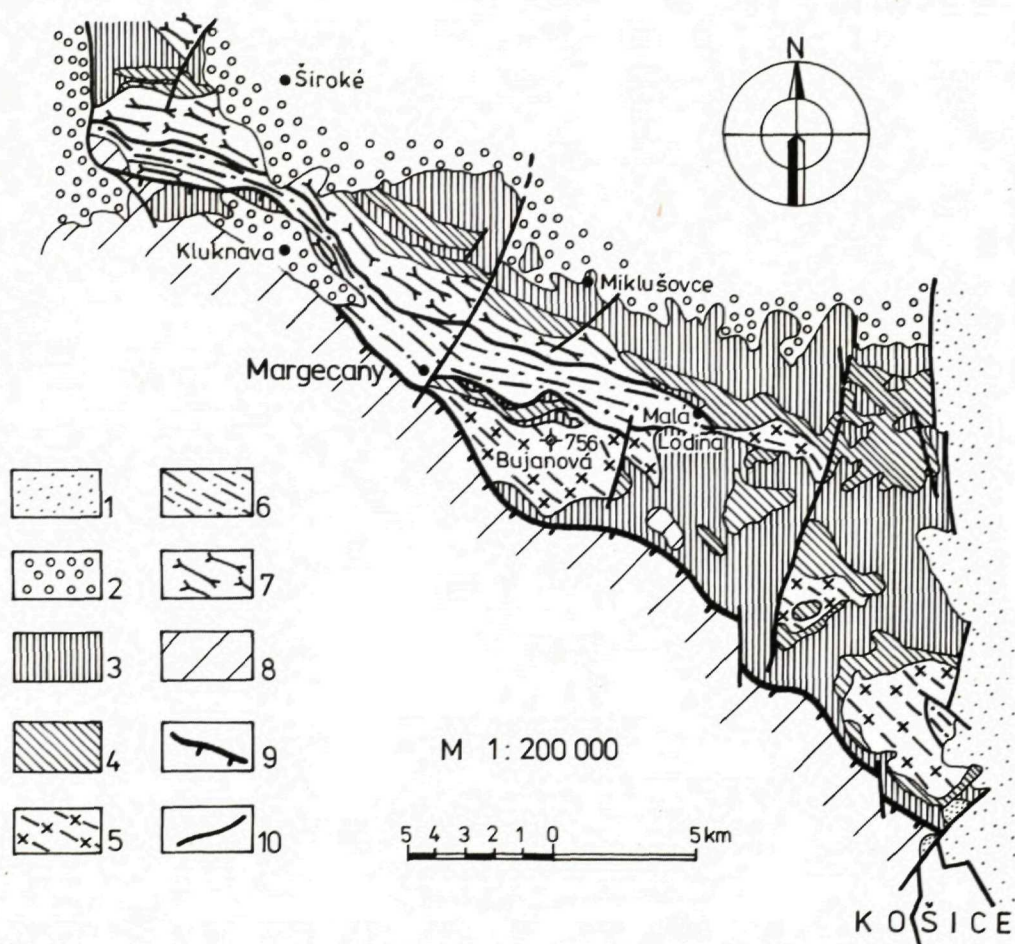 N
Široké
Kluknava
Miklušovce
Margecany
Malá
Lodina
756
Bujanová
1
2
3
4
5
6
7
8
9
10
M 1: 200 000
5 4 3 2 1 0 5km
KOŠICE